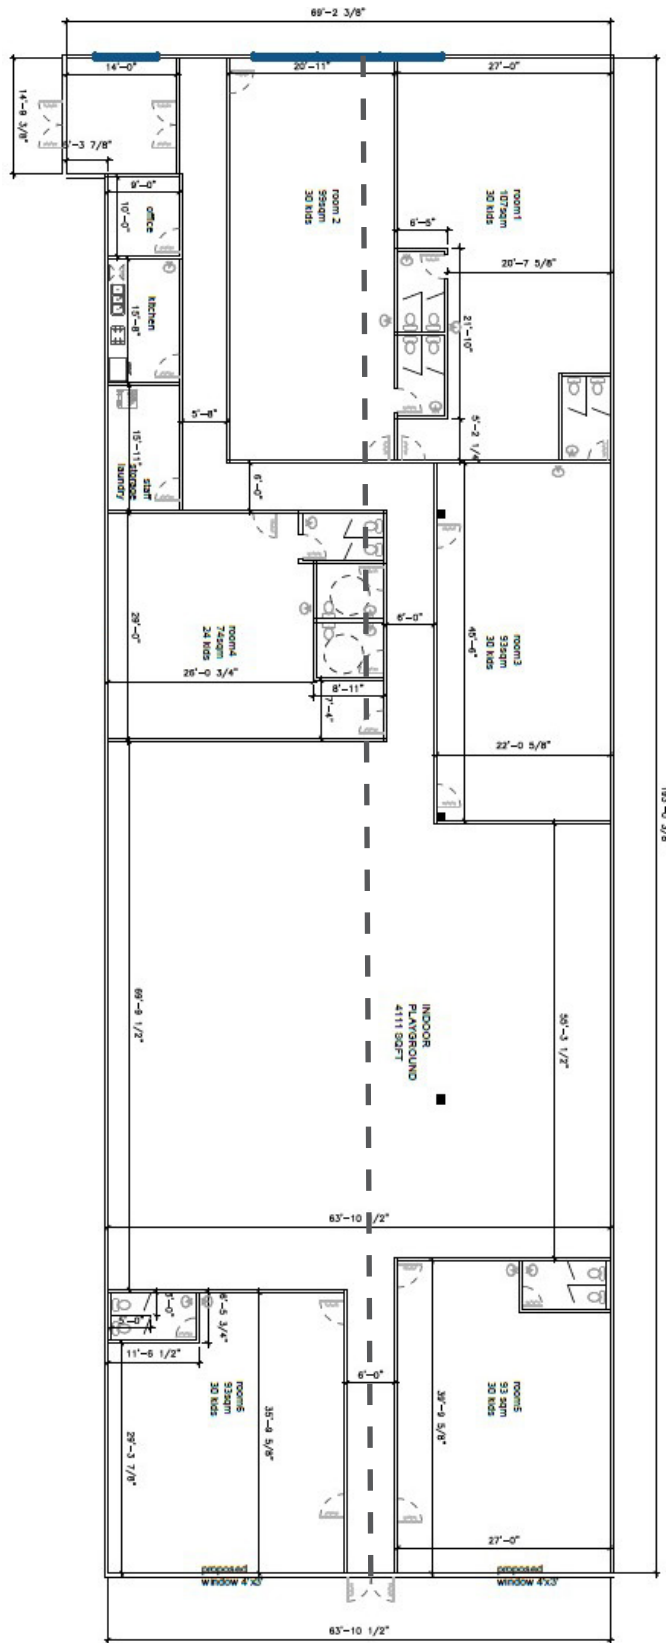 69'-2 3/8"
14'-0"
20'-11"
27'-0"
14'-9 3/8"
9'-0"
10'-0"
office
room 2
99sqm
30 kids
room1
107sqm
30 kids
6'-5"
20'-7 5/8"
kitchen
15'-8"
21'-10"
5'-8"
5'-2 1/4"
15'-11"
staff
storage
laundry
6'-0"
29'-0"
room4
74sqm
24 kids
6'-0"
45'-6"
room3
93sqm
30 kids
26'-0 3/4"
8'-11"
7'-4"
22'-0 5/8"
69'-9 1/2"
INDOOR
PLAYGROUND
4111 SQFT
55'-3 1/2"
63'-10 1/2"
5'-0"
6'-5 3/4"
11'-6 1/2"
6'-0"
room6
93sqm
30 kids
35'-8 5/8"
29'-3 7/8"
39'-9 5/8"
room5
93 sqm
30 kids
27'-0"
proposed
window 4'x3'
proposed
window 4'x3'
63'-10 1/2"